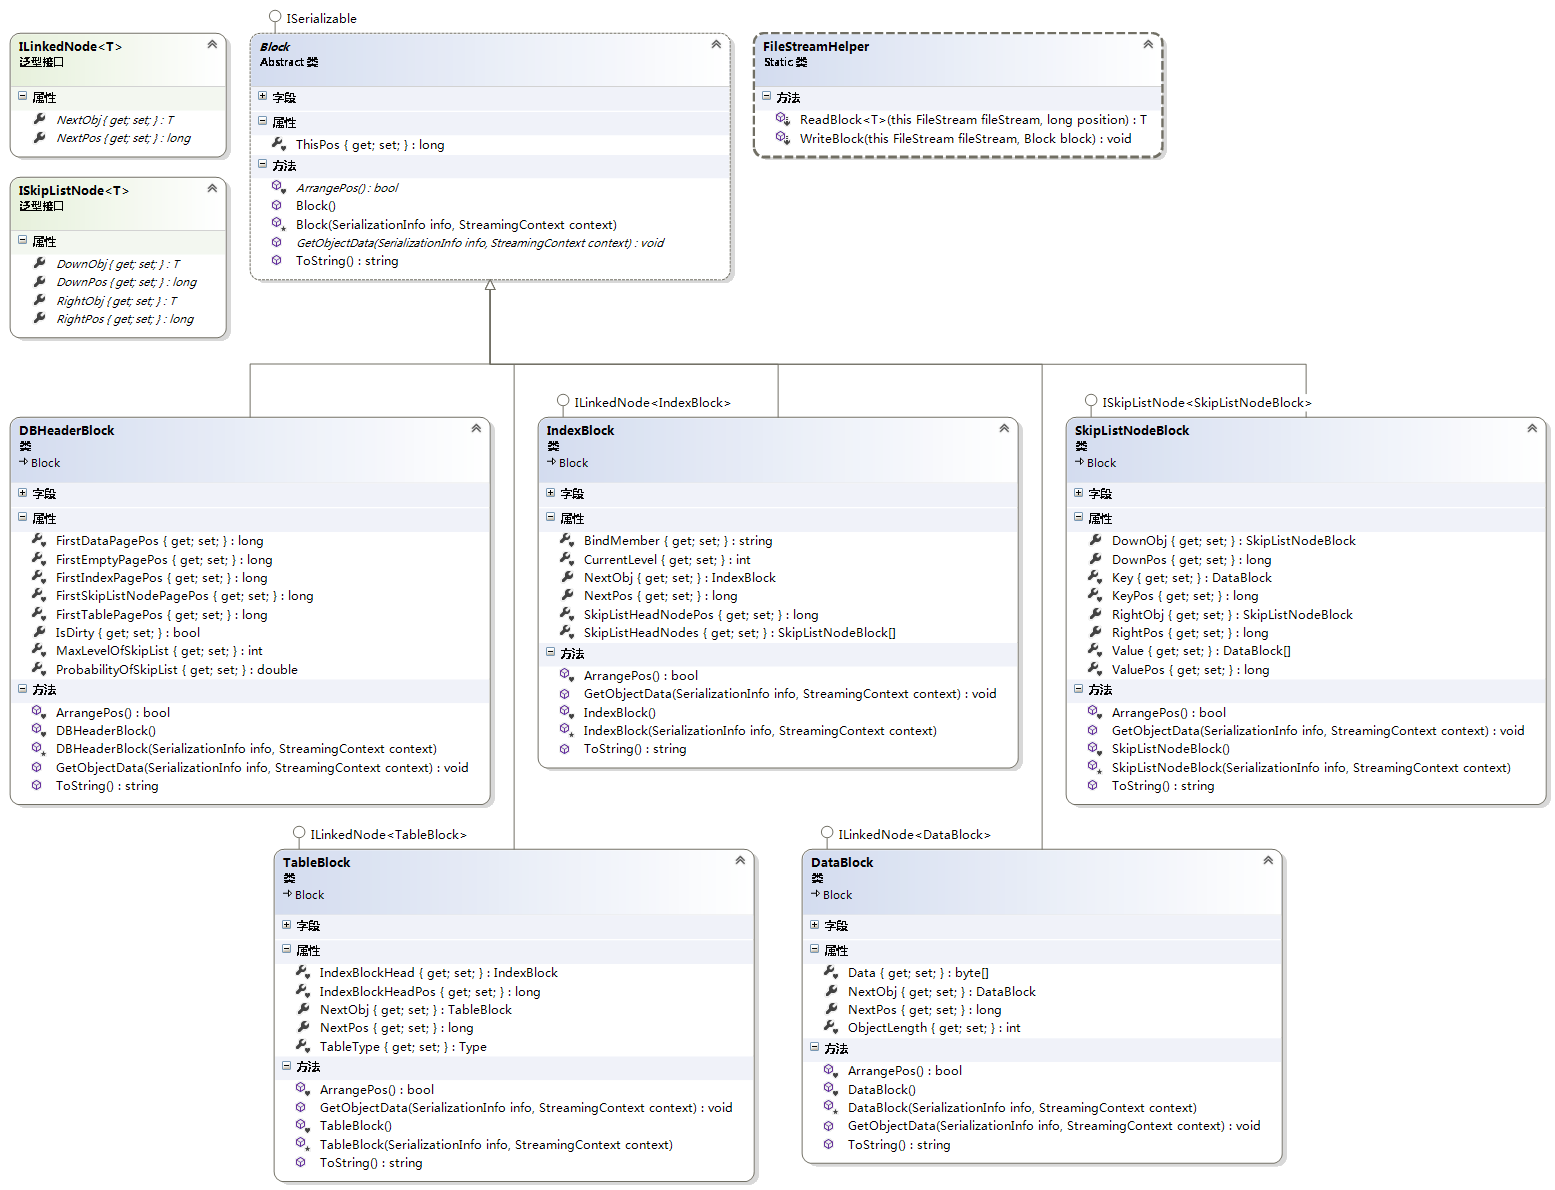 ISerializable
ILinkedNode<T>
泛型接口
属性
NextObj { get; set; } : T
NextPos { get; set; } : long
ISkipListNode<T>
泛型接口
属性
DownObj { get; set; } : T
DownPos { get; set; } : long
RightObj { get; set; } : T
RightPos { get; set; } : long
Block
Abstract 类
字段
属性
ThisPos { get; set; } : long
方法
ArrangePos() : bool
Block()
Block(SerializationInfo info, StreamingContext context)
GetObjectData(SerializationInfo info, StreamingContext context) : void
ToString() : string
FileStreamHelper
Static 类
方法
ReadBlock<T>(this FileStream fileStream, long position) : T
WriteBlock(this FileStream fileStream, Block block) : void
DBHeaderBlock
类
Block
字段
属性
FirstDataPagePos { get; set; } : long
FirstEmptyPagePos { get; set; } : long
FirstIndexPagePos { get; set; } : long
FirstSkipListNodePagePos { get; set; } : long
FirstTablePagePos { get; set; } : long
IsDirty { get; set; } : bool
MaxLevelOfSkipList { get; set; } : int
ProbabilityOfSkipList { get; set; } : double
方法
ArrangePos() : bool
DBHeaderBlock()
DBHeaderBlock(SerializationInfo info, StreamingContext context)
GetObjectData(SerializationInfo info, StreamingContext context) : void
ToString() : string
ILinkedNode<IndexBlock>
IndexBlock
类
Block
字段
属性
BindMember { get; set; } : string
CurrentLevel { get; set; } : int
NextObj { get; set; } : IndexBlock
NextPos { get; set; } : long
SkipListHeadNodePos { get; set; } : long
SkipListHeadNodes { get; set; } : SkipListNodeBlock[]
方法
ArrangePos() : bool
GetObjectData(SerializationInfo info, StreamingContext context) : void
IndexBlock()
IndexBlock(SerializationInfo info, StreamingContext context)
ToString() : string
ISkipListNode<SkipListNodeBlock>
SkipListNodeBlock
类
Block
字段
属性
DownObj { get; set; } : SkipListNodeBlock
DownPos { get; set; } : long
Key { get; set; } : DataBlock
KeyPos { get; set; } : long
RightObj { get; set; } : SkipListNodeBlock
RightPos { get; set; } : long
Value { get; set; } : DataBlock[]
ValuePos { get; set; } : long
方法
ArrangePos() : bool
GetObjectData(SerializationInfo info, StreamingContext context) : void
SkipListNodeBlock()
SkipListNodeBlock(SerializationInfo info, StreamingContext context)
ToString() : string
ILinkedNode<TableBlock>
TableBlock
类
Block
字段
属性
IndexBlockHead { get; set; } : IndexBlock
IndexBlockHeadPos { get; set; } : long
NextObj { get; set; } : TableBlock
NextPos { get; set; } : long
TableType { get; set; } : Type
方法
ArrangePos() : bool
GetObjectData(SerializationInfo info, StreamingContext context) : void
TableBlock()
TableBlock(SerializationInfo info, StreamingContext context)
ToString() : string
ILinkedNode<DataBlock>
DataBlock
类
Block
字段
属性
Data { get; set; } : byte[]
NextObj { get; set; } : DataBlock
NextPos { get; set; } : long
ObjectLength { get; set; } : int
方法
ArrangePos() : bool
DataBlock()
DataBlock(SerializationInfo info, StreamingContext context)
GetObjectData(SerializationInfo info, StreamingContext context) : void
ToString() : string